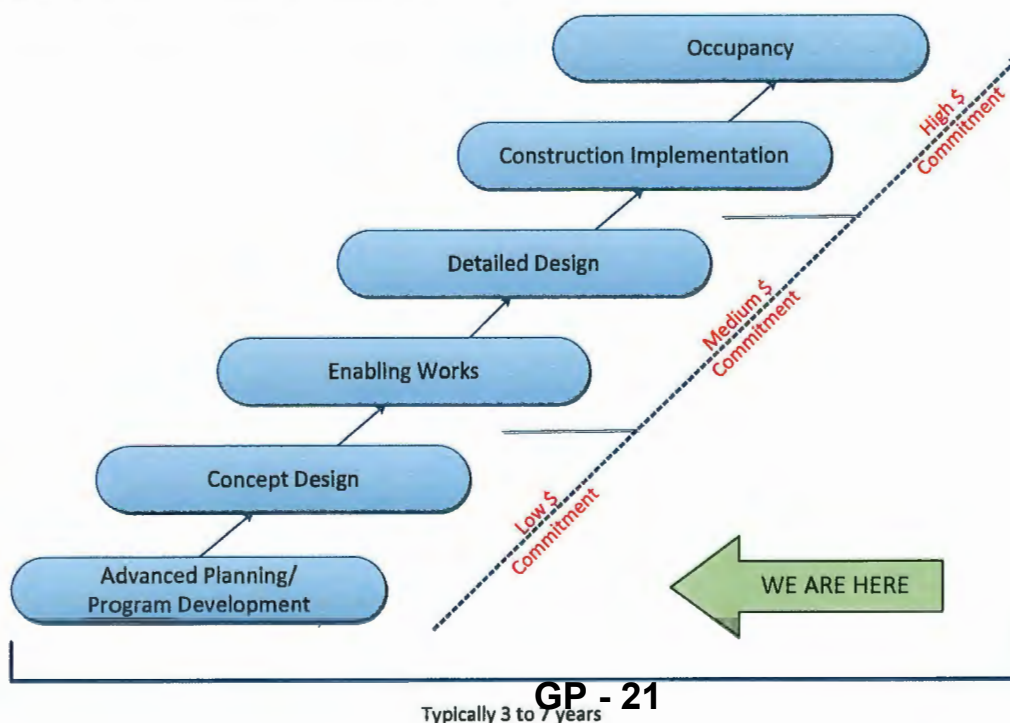 Occupancy
High $
Commitment
Construction Implementation
Detailed Design
Medium $
Commitment
Enabling Works
Concept Design
Low $
Commitment
Advanced Planning/
Program Development
WE ARE HERE
GP - 21
Typically 3 to 7 years